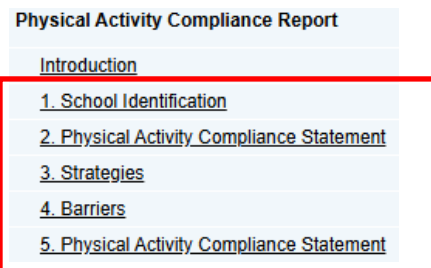 Physical Activity Compliance Report
Introduction
1. School Identification
2. Physical Activity Compliance Statement
3. Strategies
4. Barriers
5. Physical Activity Compliance Statement